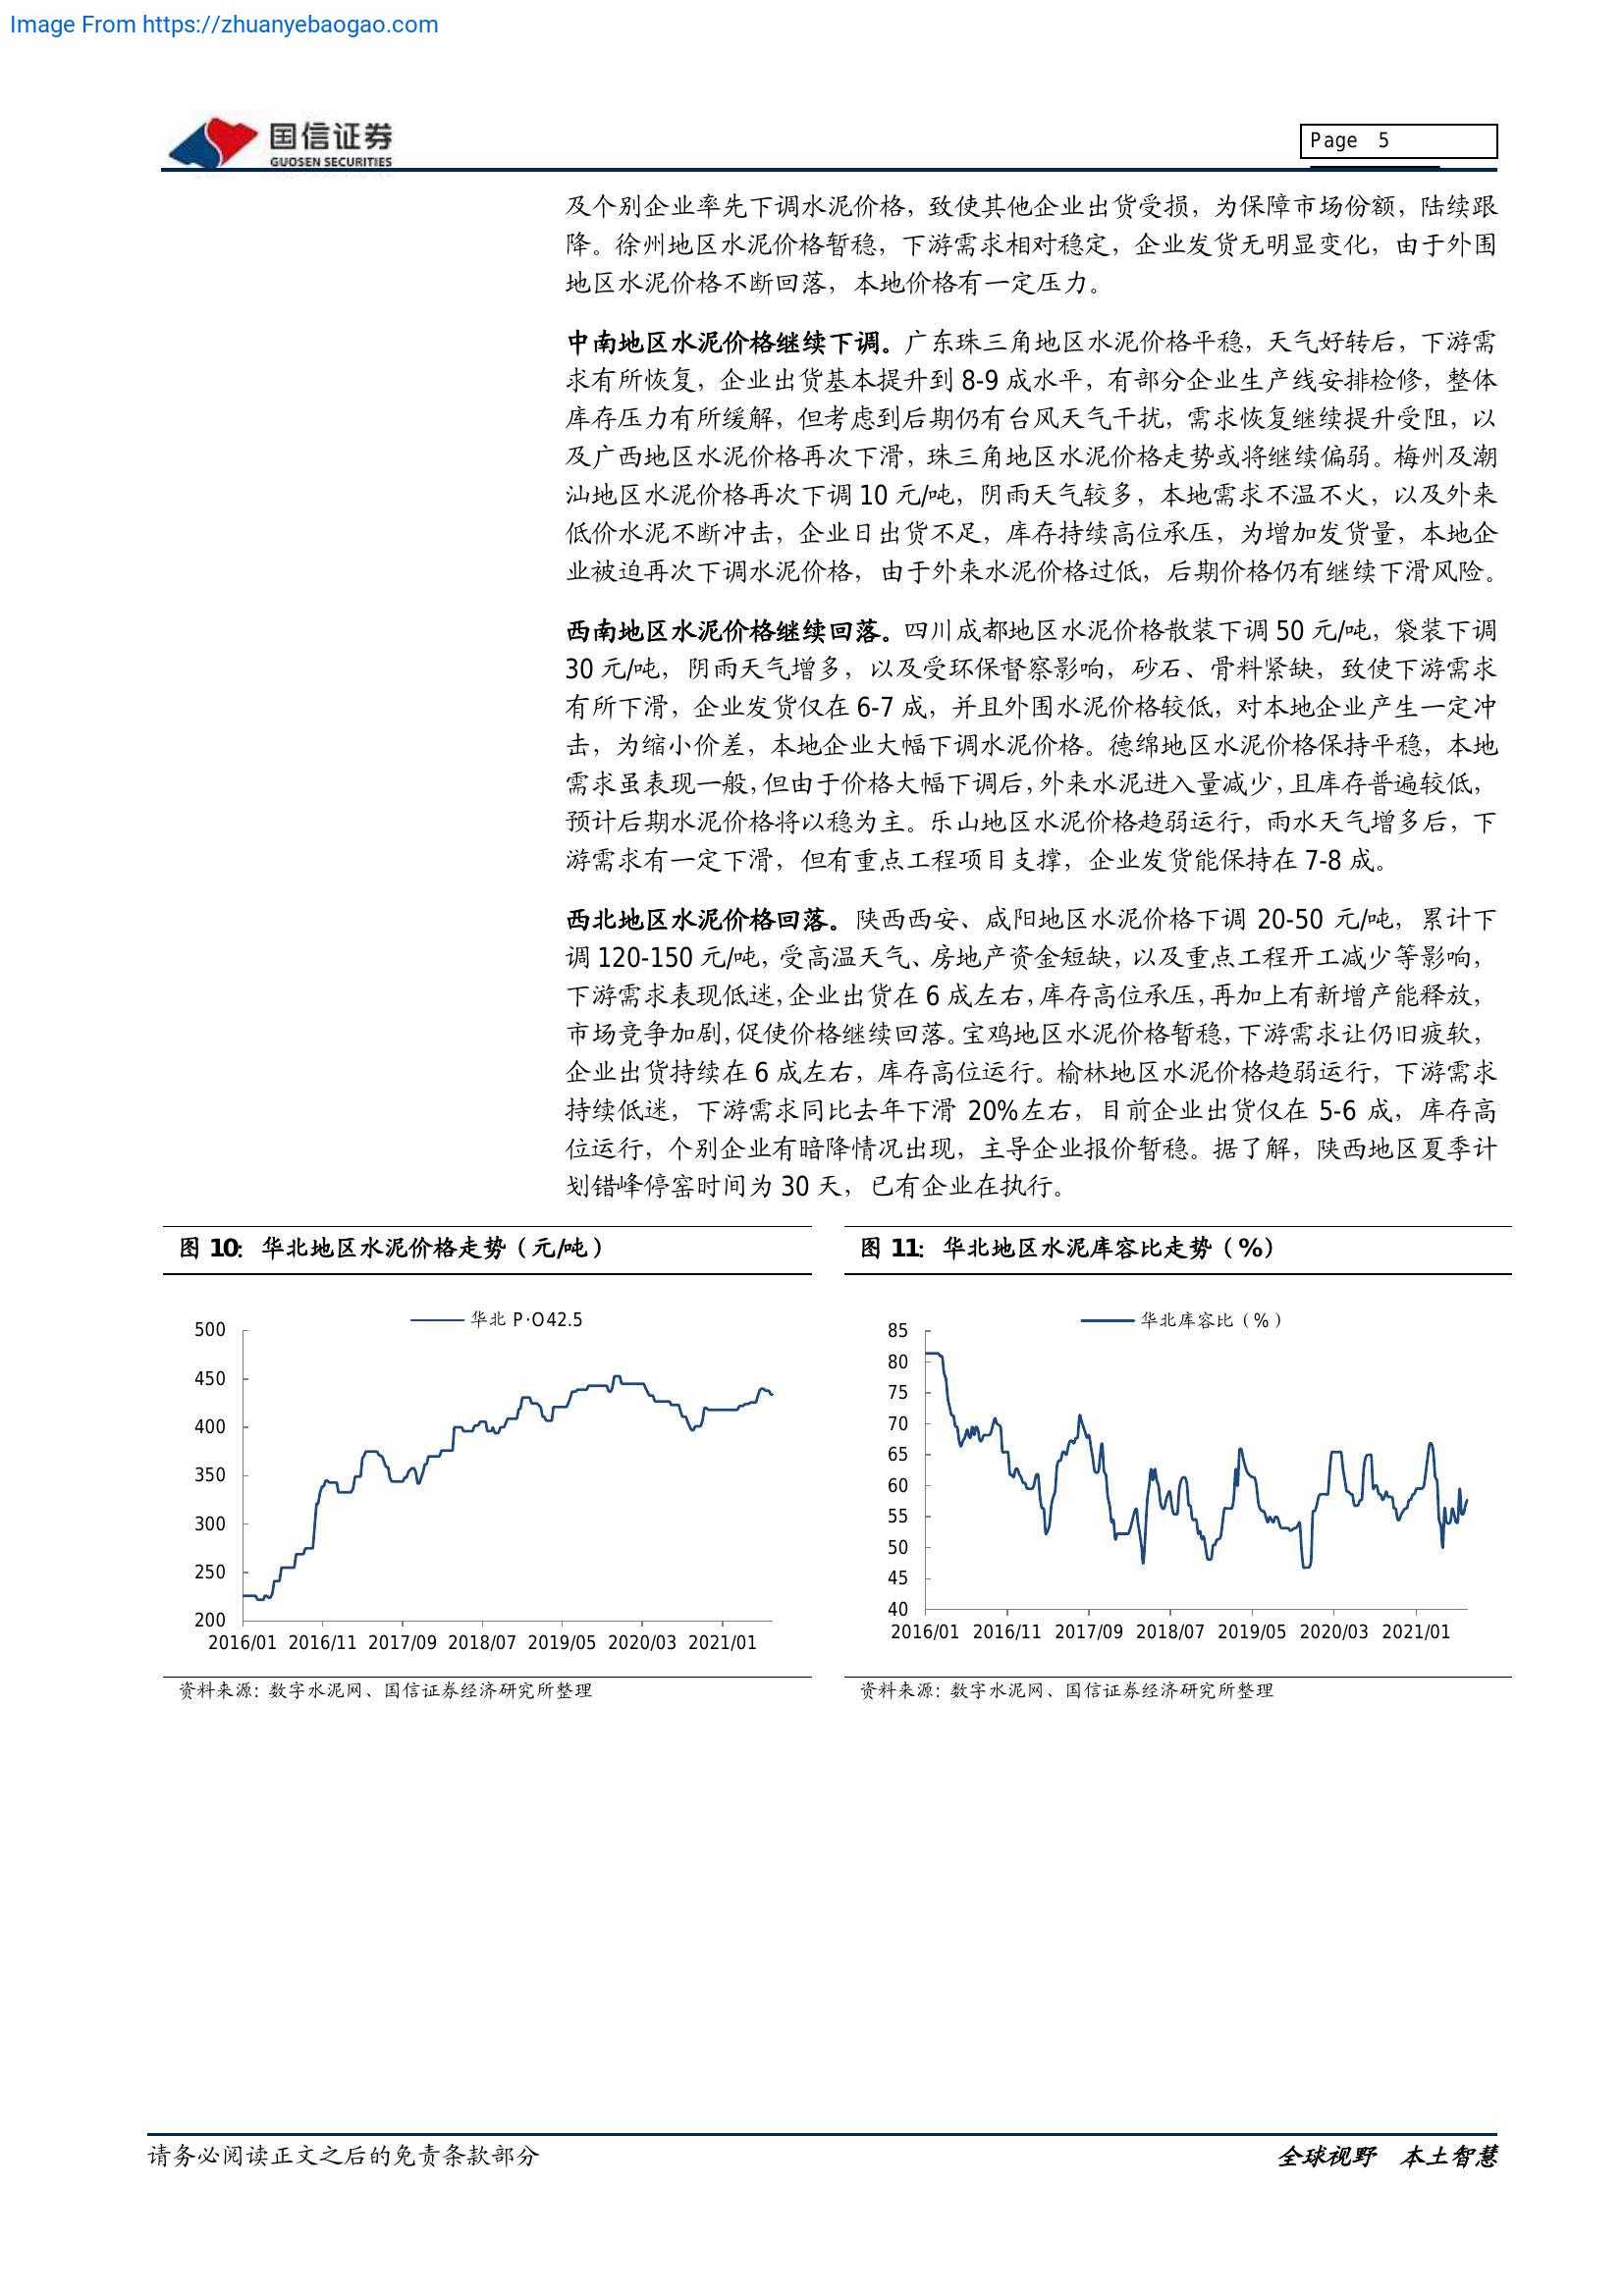 Image From https://zhuanyebaogao.com
国信证券
GUOSEN SECURITIES
Page 5
及个别企业率先下调水泥价格，致使其他企业出货受损，为保障市场份额，陆续跟
降。徐州地区水泥价格暂稳，下游需求相对稳定，企业发货无明显变化，由于外围
地区水泥价格不断回落，本地价格有一定压力。
中南地区水泥价格继续下调。广东珠三角地区水泥价格平稳，天气好转后，下游需
求有所恢复，企业出货基本提升到 8-9 成水平，有部分企业生产线安排检修，整体
库存压力有所缓解，但考虑到后期仍有台风天气干扰，需求恢复继续提升受阻，以
及广西地区水泥价格再次下滑，珠三角地区水泥价格走势或将继续偏弱。梅州及潮
汕地区水泥价格再次下调 10 元/吨，阴雨天气较多，本地需求不温不火，以及外来
低价水泥不断冲击，企业日出货不足，库存持续高位承压，为增加发货量，本地企
业被迫再次下调水泥价格，由于外来水泥价格过低，后期价格仍有继续下滑风险。
西南地区水泥价格继续回落。四川成都地区水泥价格散装下调 50 元/吨，袋装下调
30 元/吨，阴雨天气增多，以及受环保督察影响，砂石、骨料紧缺，致使下游需求
有所下滑，企业发货仅在 6-7 成，并且外围水泥价格较低，对本地企业产生一定冲
击，为缩小价差，本地企业大幅下调水泥价格。德绵地区水泥价格保持平稳，本地
需求虽表现一般，但由于价格大幅下调后，外来水泥进入量减少，且库存普遍较低，
预计后期水泥价格将以稳为主。乐山地区水泥价格趋弱运行，雨水天气增多后，下
游需求有一定下滑，但有重点工程项目支撑，企业发货能保持在 7-8 成。
西北地区水泥价格回落。陕西西安、咸阳地区水泥价格下调 20-50 元/吨，累计下
调 120-150 元/吨，受高温天气、房地产资金短缺，以及重点工程开工减少等影响，
下游需求表现低迷，企业出货在 6 成左右，库存高位承压，再加上有新增产能释放，
市场竞争加剧，促使价格继续回落。宝鸡地区水泥价格暂稳，下游需求让仍旧疲软，
企业出货持续在 6 成左右，库存高位运行。榆林地区水泥价格趋弱运行，下游需求
持续低迷，下游需求同比去年下滑 20%左右，目前企业出货仅在 5-6 成，库存高
位运行，个别企业有暗降情况出现，主导企业报价暂稳。据了解，陕西地区夏季计
划错峰停窑时间为 30 天，已有企业在执行。
图 10：华北地区水泥价格走势（元/吨）
华北 P·O42.5
500
450
400
350
300
250
200
2016/01 2016/11 2017/09 2018/07 2019/05 2020/03 2021/01
资料来源：数字水泥网、国信证券经济研究所整理
图 11：华北地区水泥库容比走势（%）
华北库容比（%）
85
80
75
70
65
60
55
50
45
40
2016/01 2016/11 2017/09 2018/07 2019/05 2020/03 2021/01
资料来源：数字水泥网、国信证券经济研究所整理
请务必阅读正文之后的免责条款部分
全球视野 本土智慧